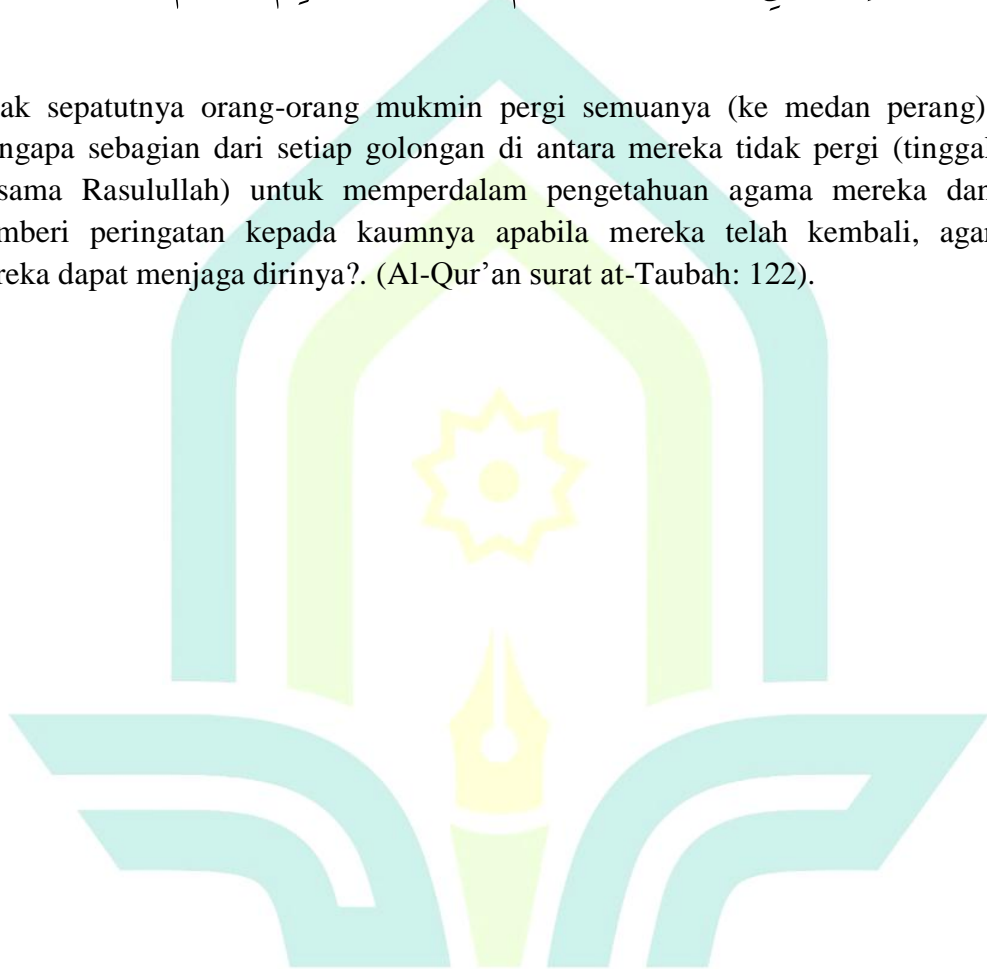 ak sepatutnya orang-orang mukmin pergi semuanya (ke medan perang)
ngapa sebagian dari setiap golongan di antara mereka tidak pergi (tinggal
sama Rasulullah) untuk memperdalam pengetahuan agama mereka dan
mberi peringatan kepada kaumnya apabila mereka telah kembali, agar
reka dapat menjaga dirinya?. (Al-Qur’an surat at-Taubah: 122).